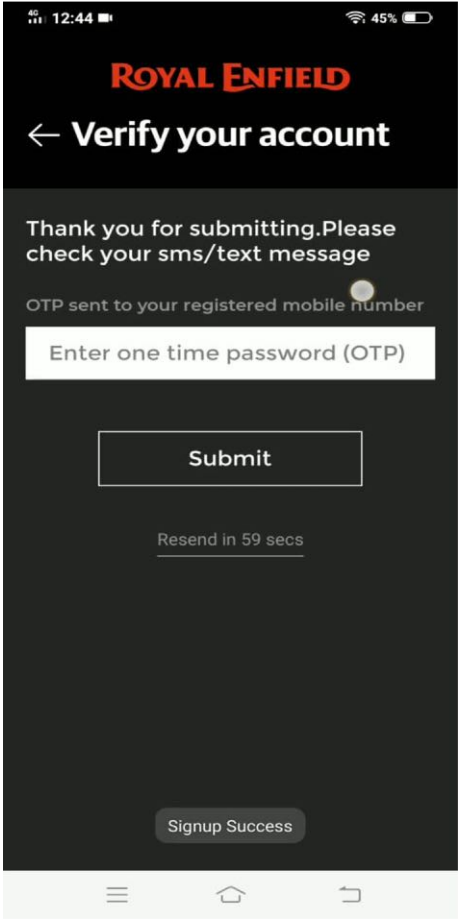 4G 12:44 45%
ROYAL ENFIELD
← Verify your account
Thank you for submitting.Please
check your sms/text message
OTP sent to your registered mobile number
Enter one time password (OTP)
Submit
Resend in 59 secs
Signup Success